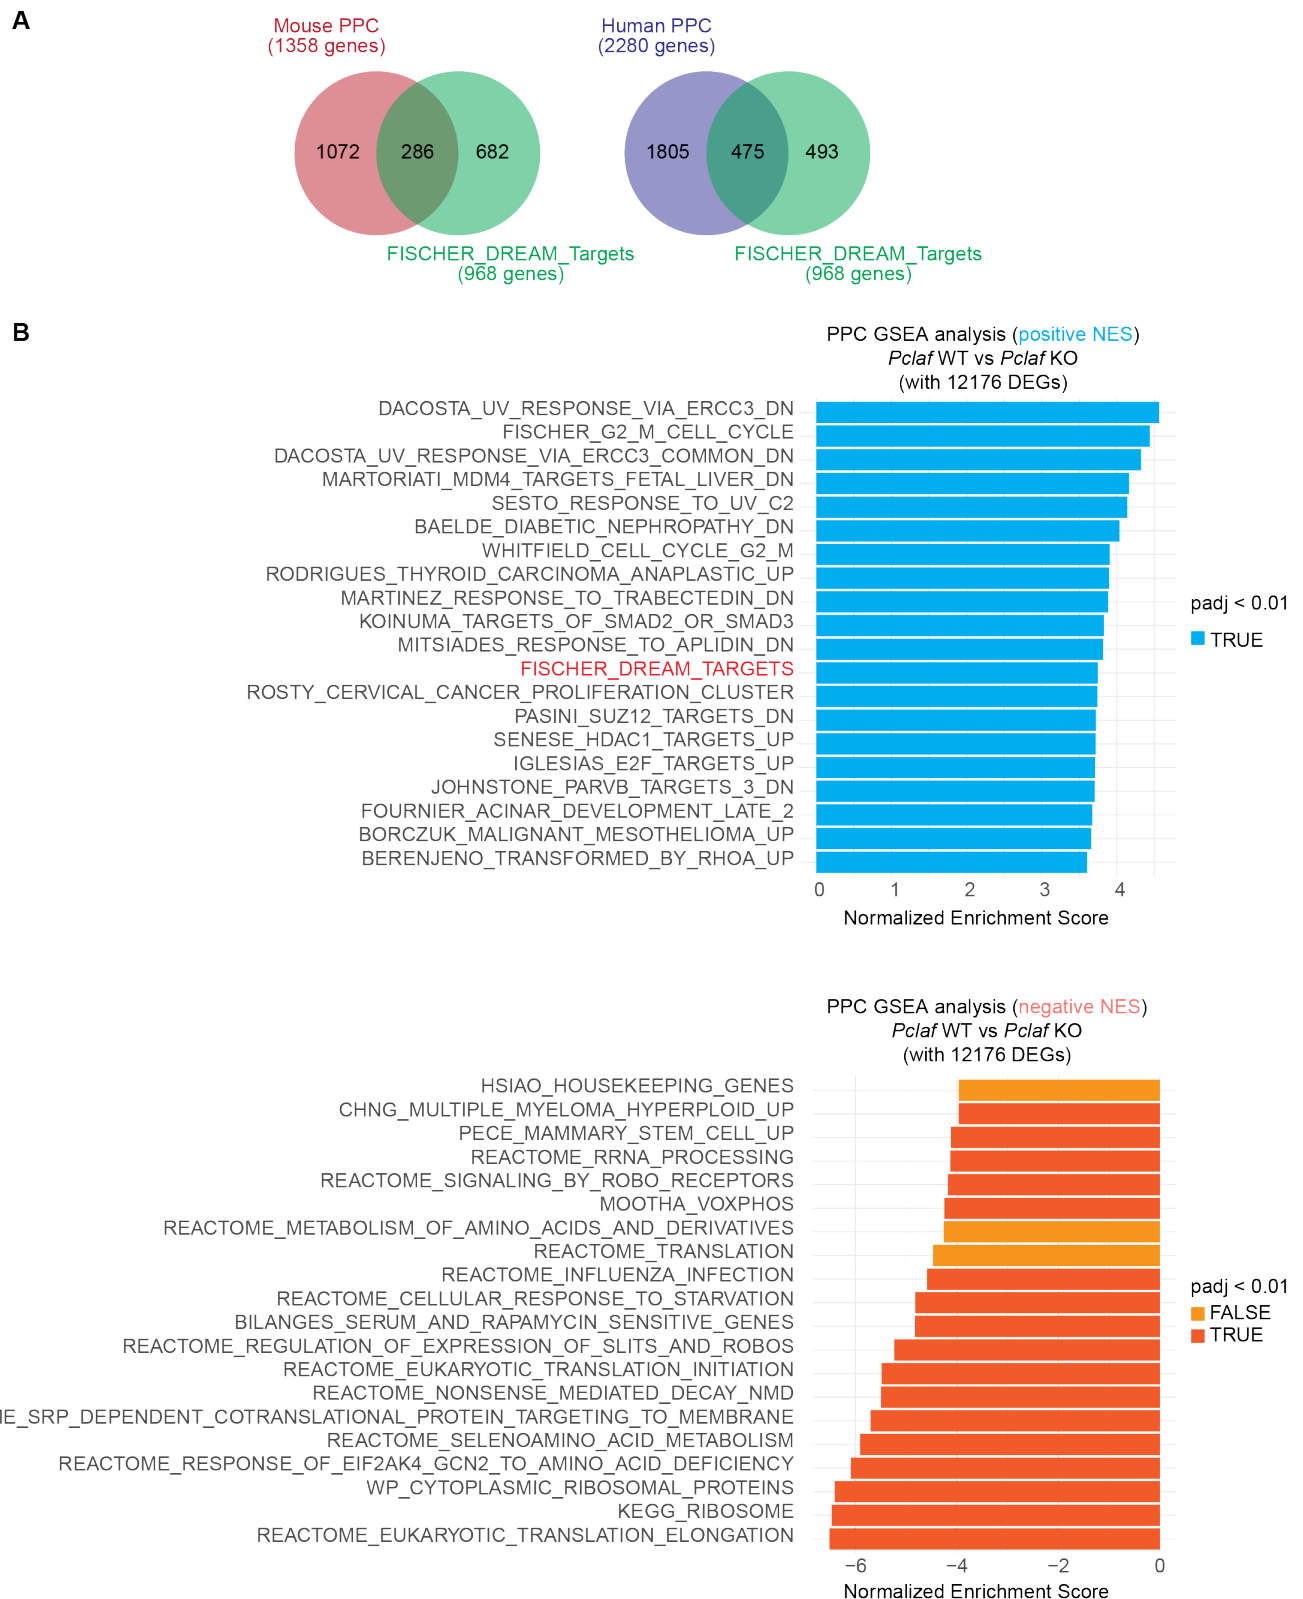 A
Mouse PPC
(1358 genes)
Human PPC
(2280 genes)
1072
286
682
1805
475
493
FISCHER_DREAM_Targets
(968 genes)
FISCHER_DREAM_Targets
(968 genes)
B
PPC GSEA analysis (positive NES)
Pclaf WT vs Pclaf KO
(with 12176 DEGs)
DACOSTA_UV_RESPONSE_VIA_ERCC3_DN
FISCHER_G2_M_CELL_CYCLE
DACOSTA_UV_RESPONSE_VIA_ERCC3_COMMON_DN
MARTORIATI_MDM4_TARGETS_FETAL_LIVER_DN
SESTO_RESPONSE_TO_UV_C2
BAELDE_DIABETIC_NEPHROPATHY_DN
WHITFIELD_CELL_CYCLE_G2_M
RODRIGUES_THYROID_CARCINOMA_ANAPLASTIC_UP
MARTINEZ_RESPONSE_TO_TRABECTEDIN_DN
KOINUMA_TARGETS_OF_SMAD2_OR_SMAD3
MITSIADES_RESPONSE_TO_APLIDIN_DN
FISCHER_DREAM_TARGETS
ROSTY_CERVICAL_CANCER_PROLIFERATION_CLUSTER
PASINI_SUZ12_TARGETS_DN
SENESE_HDAC1_TARGETS_UP
IGLESIAS_E2F_TARGETS_UP
JOHNSTONE_PARVB_TARGETS_3_DN
FOURNIER_ACINAR_DEVELOPMENT_LATE_2
BORCZUK_MALIGNANT_MESOTHELIOMA_UP
BERENJENO_TRANSFORMED_BY_RHOA_UP
padj < 0.01
TRUE
0 1 2 3 4
Normalized Enrichment Score
PPC GSEA analysis (negative NES)
Pclaf WT vs Pclaf KO
(with 12176 DEGs)
HSIAO_HOUSEKEEPING_GENES
CHNG_MULTIPLE_MYELOMA_HYPERPLOID_UP
PECE_MAMMARY_STEM_CELL_UP
REACTOME_RRNA_PROCESSING
REACTOME_SIGNALING_BY_ROBO_RECEPTORS
MOOTHA_VOXPHOS
REACTOME_METABOLISM_OF_AMINO_ACIDS_AND_DERIVATIVES
REACTOME_TRANSLATION
REACTOME_INFLUENZA_INFECTION
REACTOME_CELLULAR_RESPONSE_TO_STARVATION
BILANGES_SERUM_AND_RAPAMYCIN_SENSITIVE_GENES
REACTOME_REGULATION_OF_EXPRESSION_OF_SLITS_AND_ROBOS
REACTOME_EUKARYOTIC_TRANSLATION_INITIATION
REACTOME_NONSENSE_MEDIATED_DECAY_NMD
ME_SRP_DEPENDENT_COTRANSLATIONAL_PROTEIN_TARGETING_TO_MEMBRANE
REACTOME_SELENOAMINO_ACID_METABOLISM
REACTOME_RESPONSE_OF_EIF2AK4_GCN2_TO_AMINO_ACID_DEFICIENCY
WP_CYTOPLASMIC_RIBOSOMAL_PROTEINS
KEGG_RIBOSOME
REACTOME_EUKARYOTIC_TRANSLATION_ELONGATION
padj < 0.01
FALSE
TRUE
−6 −4 −2 0
Normalized Enrichment Score